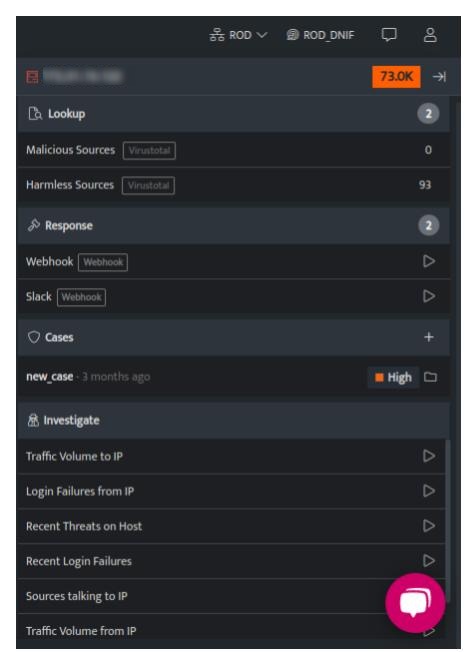 ROD ROD_DNIF
73.0K
Lookup 2
Malicious Sources Virustotal 0
Harmless Sources Virustotal 93
Response 2
Webhook Webhook
Slack Webhook
Cases +
new_case - 3 months ago High
Investigate
Traffic Volume to IP
Login Failures from IP
Recent Threats on Host
Recent Login Failures
Sources talking to IP
Traffic Volume from IP